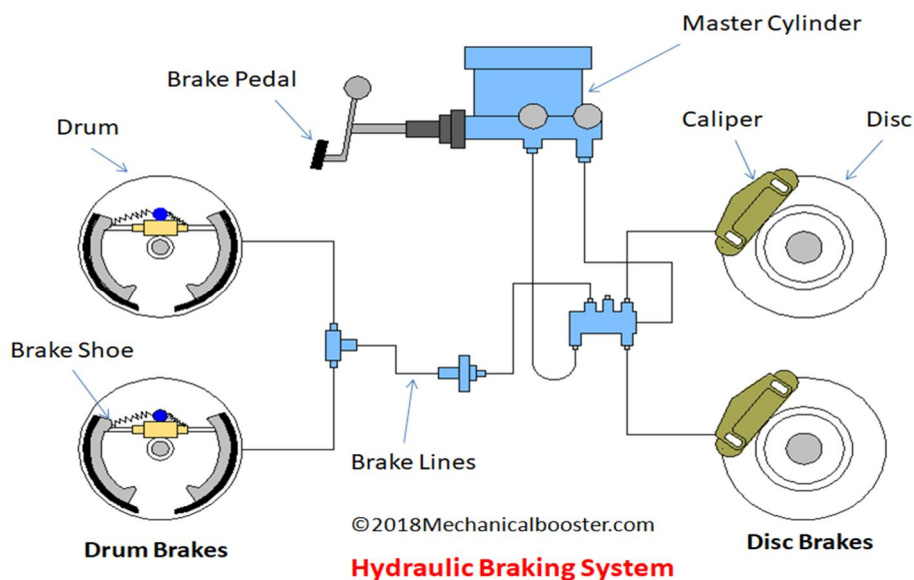 Master Cylinder
Brake Pedal
Drum
Caliper
Disc
Brake Shoe
Brake Lines
©2018Mechanicalbooster.com
Drum Brakes
Disc Brakes
Hydraulic Braking System